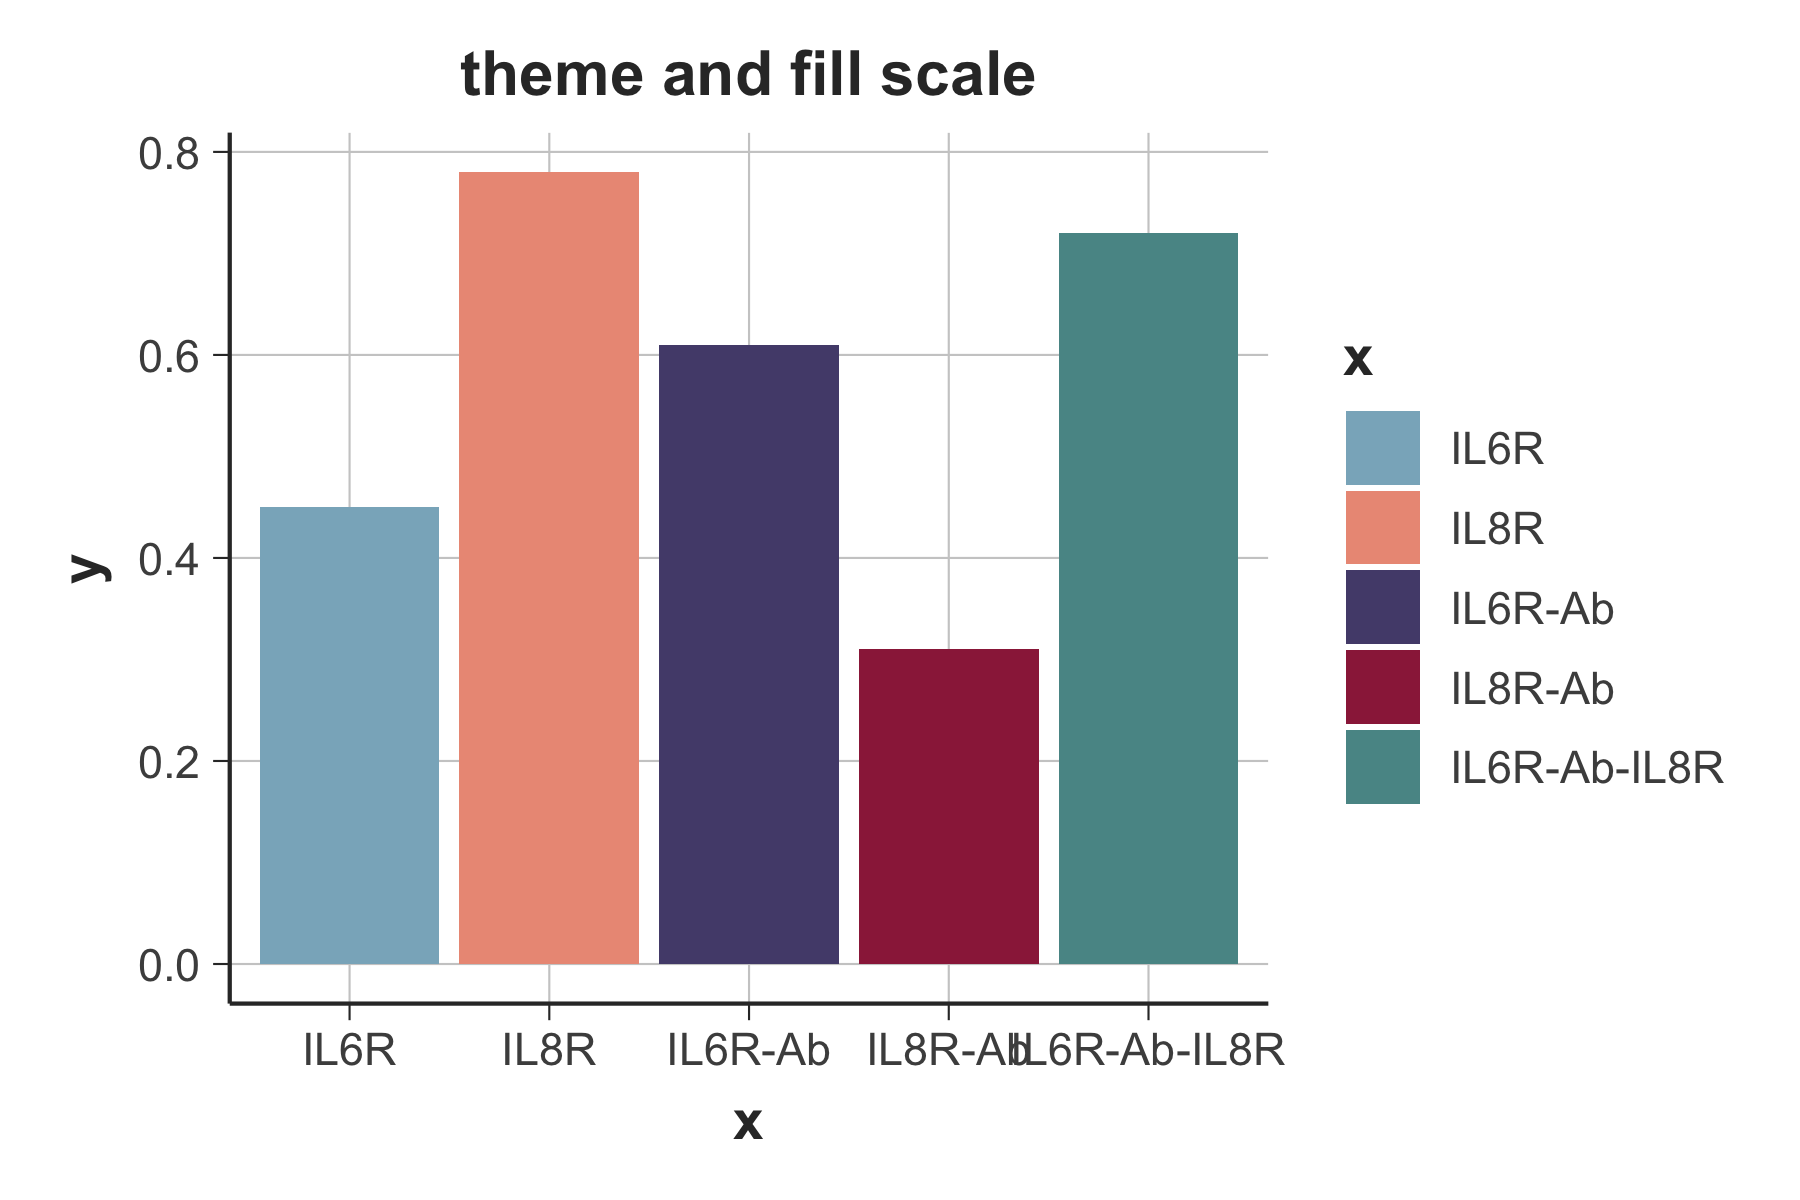 theme and fill scale
0.8
0.6
0.4
0.2
0.0
y
IL6R IL8R IL6R-Ab IL8R-Ab IL6R-Ab-IL8R
x
x
IL6R
IL8R
IL6R-Ab
IL8R-Ab
IL6R-Ab-IL8R